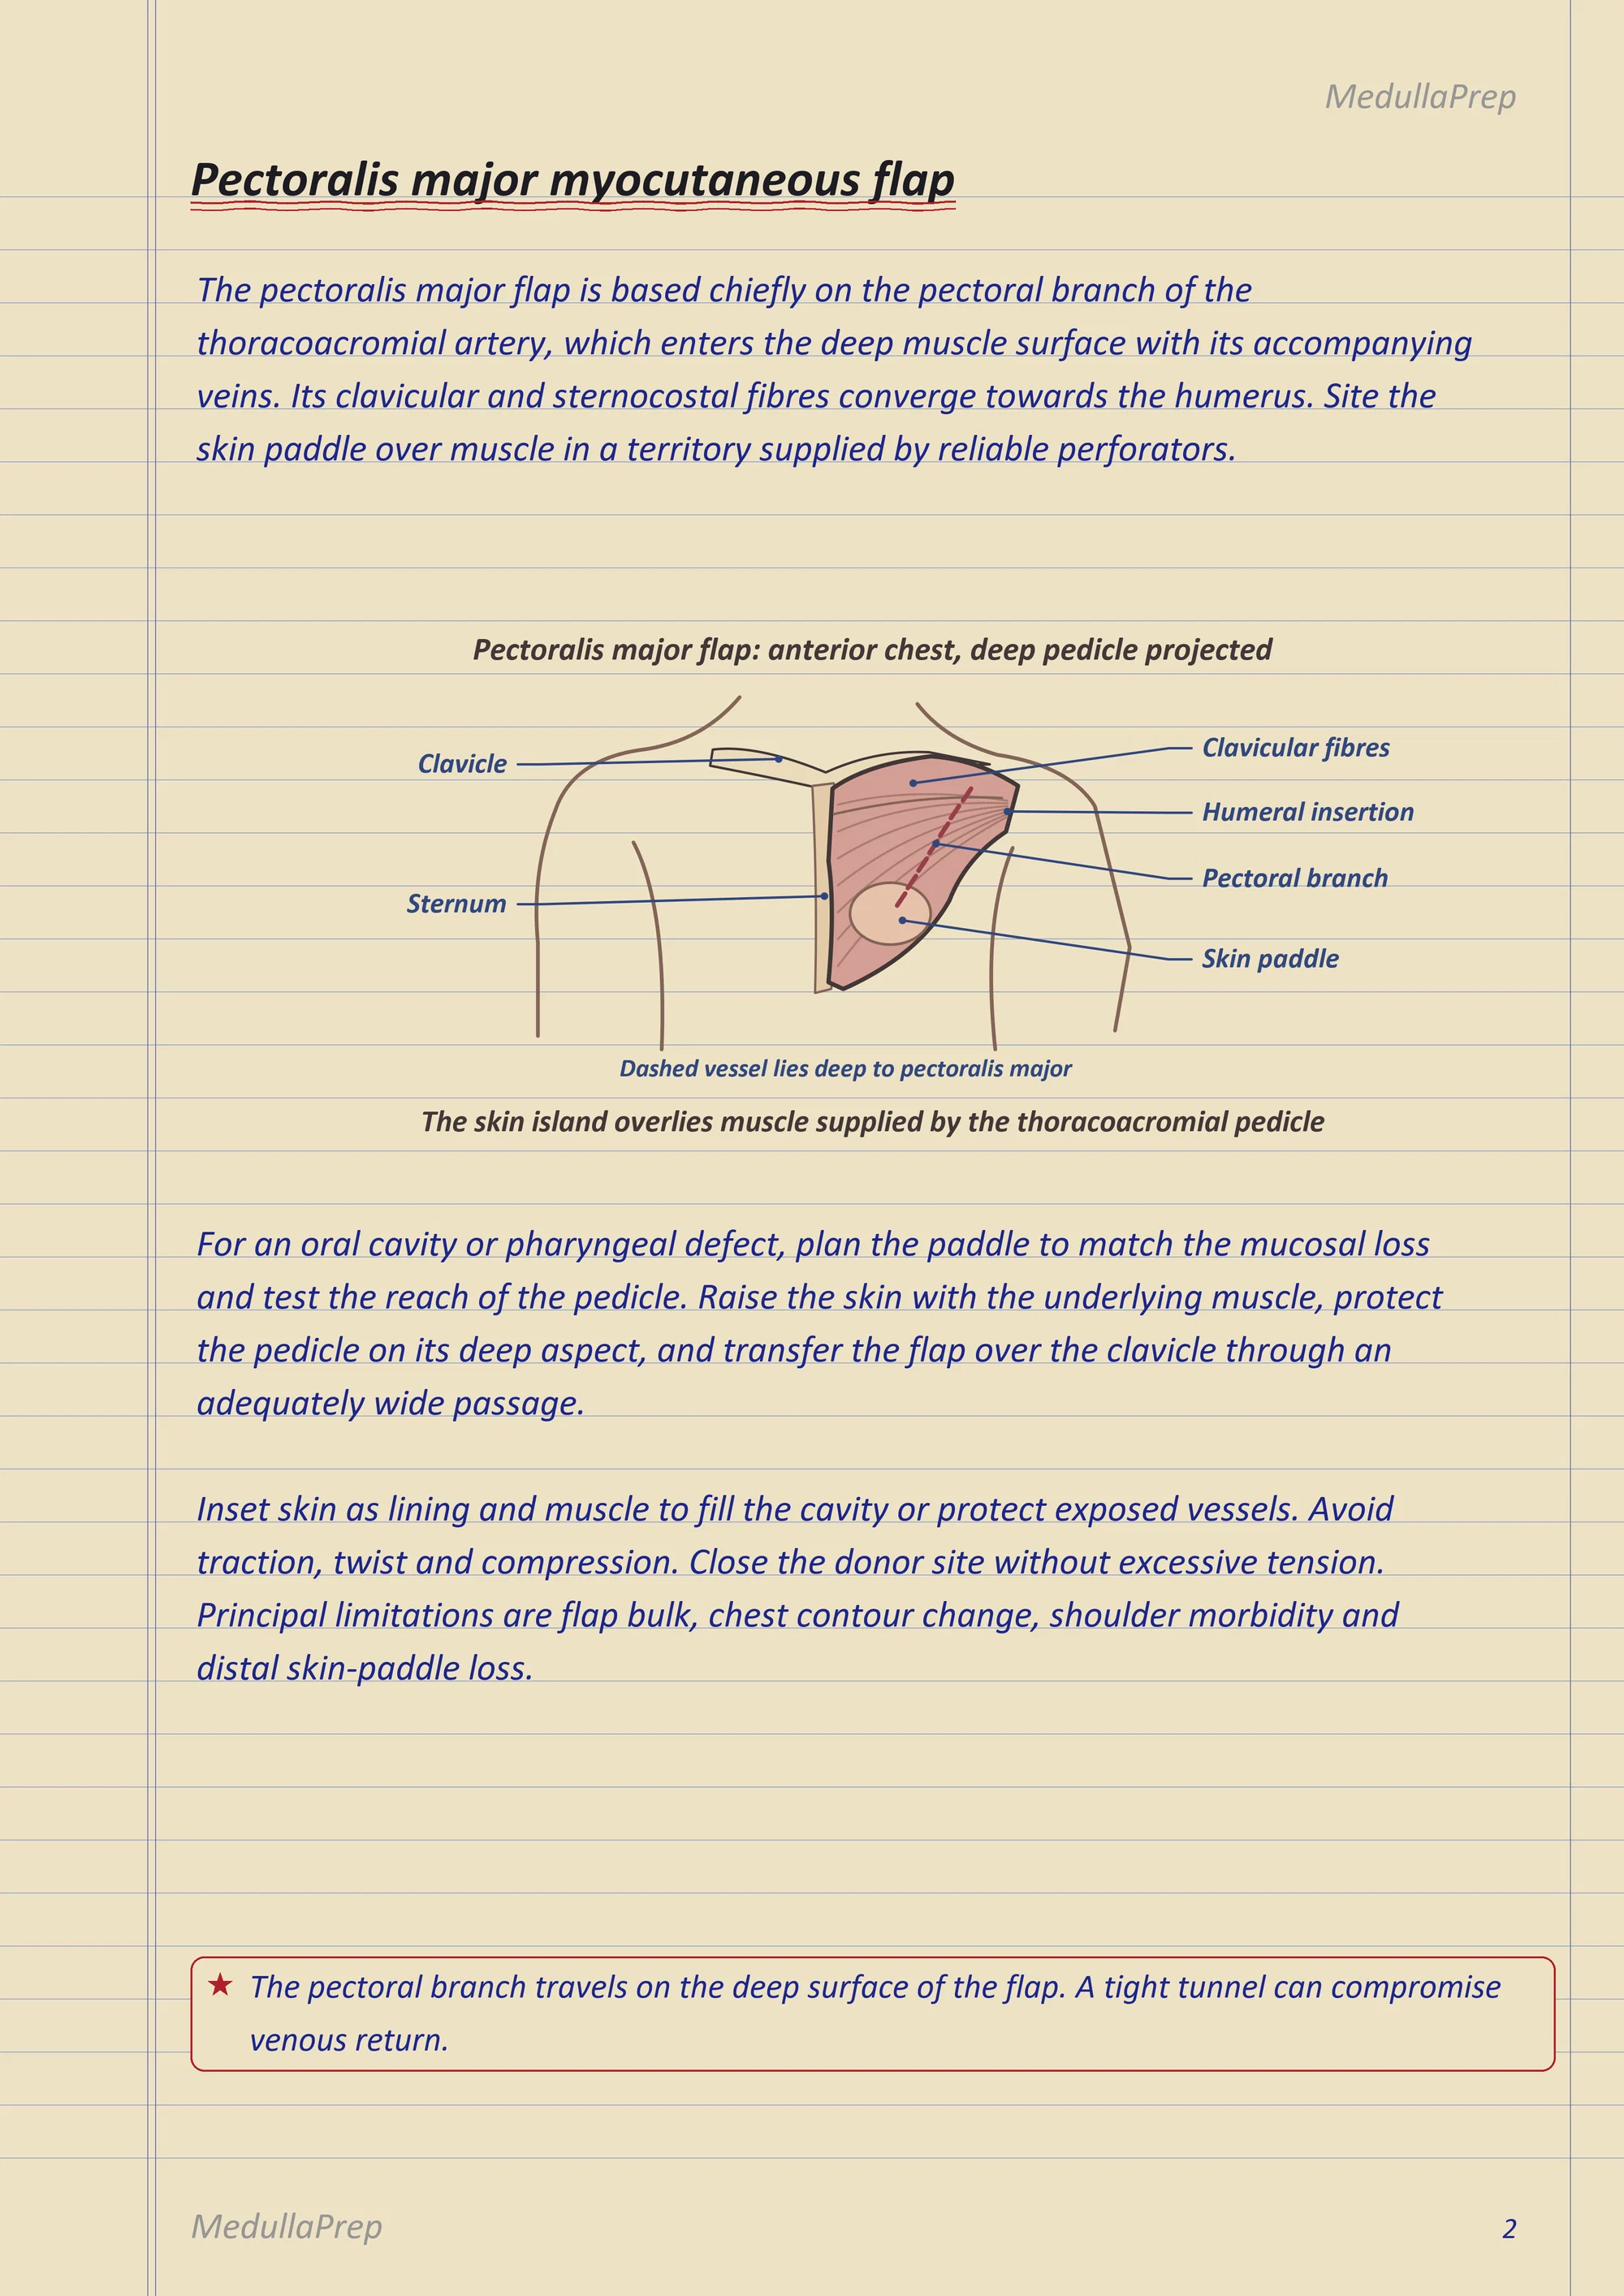 MedullaPrep
Pectoralis major myocutaneous flap
The pectoralis major flap is based chiefly on the pectoral branch of the
thoracoacromial artery, which enters the deep muscle surface with its accompanying
veins. Its clavicular and sternocostal fibres converge towards the humerus. Site the
skin paddle over muscle in a territory supplied by reliable perforators.
Pectoralis major flap: anterior chest, deep pedicle projected
Clavicle
Clavicular fibres
Humeral insertion
Pectoral branch
Sternum
Skin paddle
Dashed vessel lies deep to pectoralis major
The skin island overlies muscle supplied by the thoracoacromial pedicle
For an oral cavity or pharyngeal defect, plan the paddle to match the mucosal loss
and test the reach of the pedicle. Raise the skin with the underlying muscle, protect
the pedicle on its deep aspect, and transfer the flap over the clavicle through an
adequately wide passage.
Inset skin as lining and muscle to fill the cavity or protect exposed vessels. Avoid
traction, twist and compression. Close the donor site without excessive tension.
Principal limitations are flap bulk, chest contour change, shoulder morbidity and
distal skin-paddle loss.
★ The pectoral branch travels on the deep surface of the flap. A tight tunnel can compromise
venous return.
MedullaPrep
2